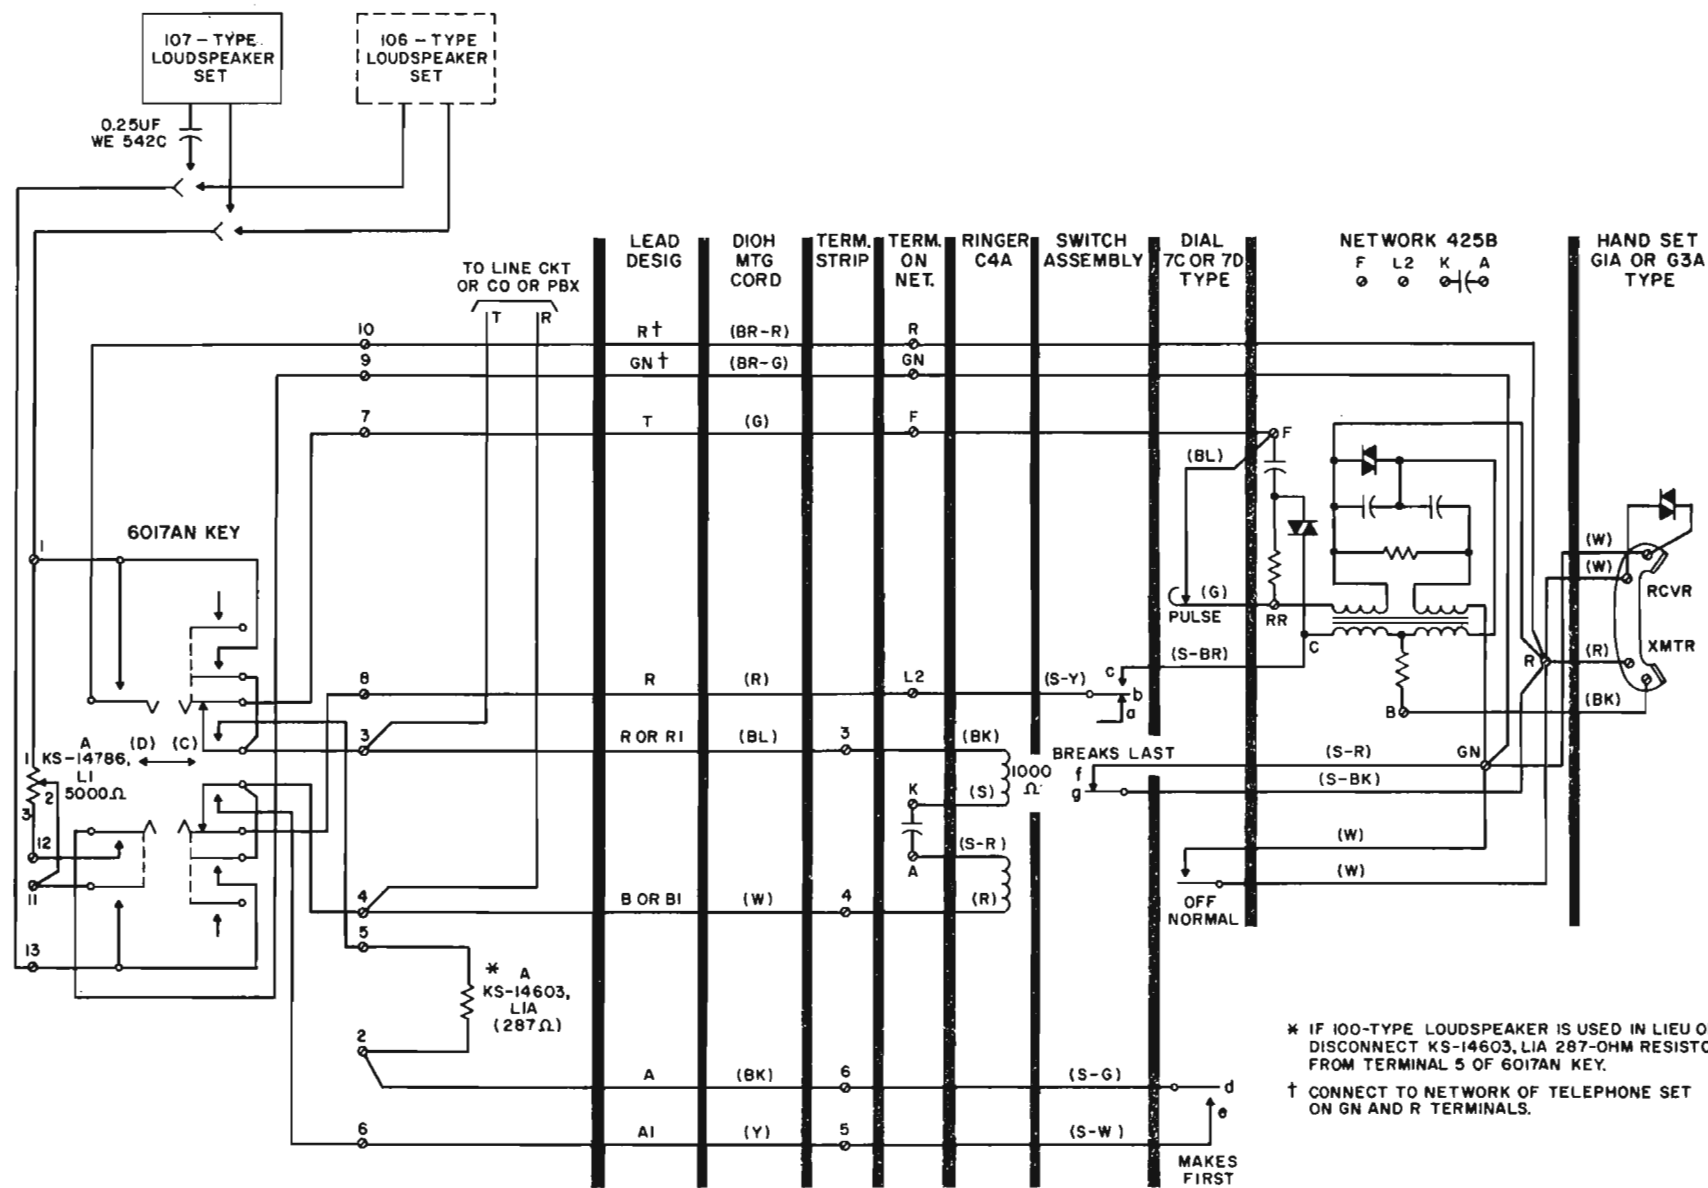 107 - TYPE
LOUDSPEAKER
SET
106 - TYPE
LOUDSPEAKER
SET
0.25UF
WE 542C
TO LINE CKT
OR CO OR PBX
T R
LEAD
DESIG
DIOH
MTG
CORD
TERM.
STRIP
TERM.
ON
NET.
RINGER
C4A
SWITCH
ASSEMBLY
DIAL
7C OR 7D
TYPE
NETWORK 425B
F L2 K A
HAND SET
G1A OR G3A
TYPE
10 R† (BR-R) R
9 GN† (BR-G) GN
7 T (G) F
F
(BL)
6017AN KEY
1
(G)
PULSE
RR
C
(W)
(W)
RCVR
XMTR
(R)
R
(BK)
B
(S-BR)
8 R (R) L2 (S-Y)
c
b
a
A
KS-14786,
L1
5000Ω
(D) (C)
1
2
3
3 R OR R1 (BL) 3 (BK)
BREAKS LAST
f
g
(S-R)
GN
(S-BK)
1000
Ω
K (S)
12
11
(S-R)
A
(W)
(W)
OFF
NORMAL
4 B OR B1 (W) 4 (R)
5
13
* A
KS-14603,
L1A
(287Ω)
2
A (BK) 6 (S-G) d
e
6 A1 (Y) 5 (S-W)
MAKES
FIRST
* IF 100-TYPE LOUDSPEAKER IS USED IN LIEU O
DISCONNECT KS-14603, L1A 287-OHM RESISTO
FROM TERMINAL 5 OF 6017AN KEY.
† CONNECT TO NETWORK OF TELEPHONE SET
ON GN AND R TERMINALS.